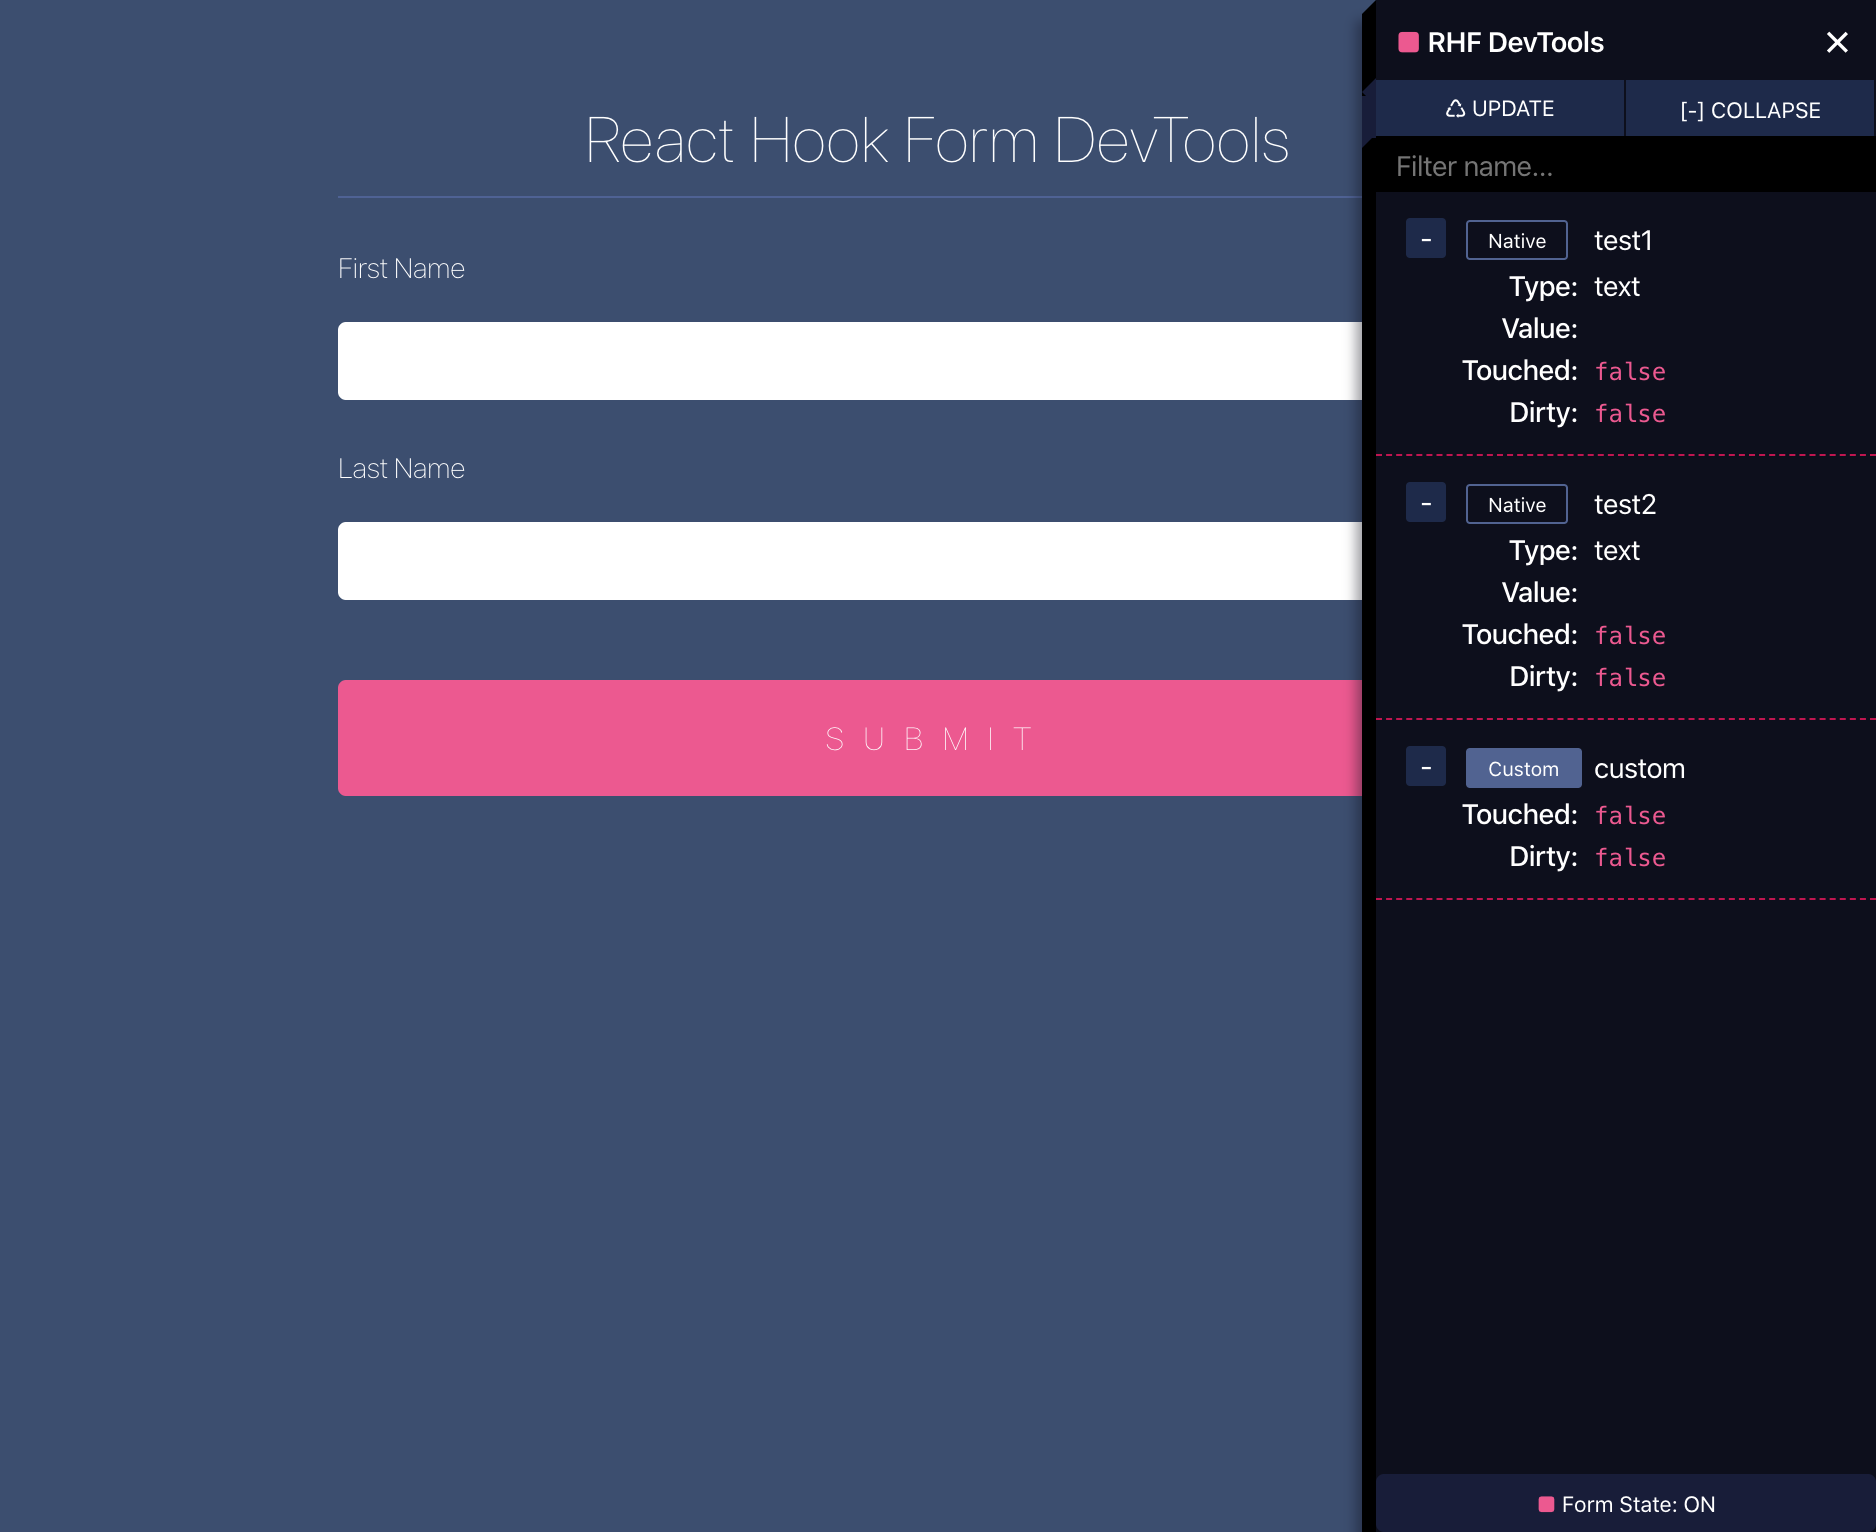 React Hook Form DevTools
First Name
Last Name
SUBMIT
RHF DevTools
UPDATE
[-] COLLAPSE
Filter name...
- Native test1
Type: text
Value:
Touched: false
Dirty: false
- Native test2
Type: text
Value:
Touched: false
Dirty: false
- Custom custom
Touched: false
Dirty: false
Form State: ON